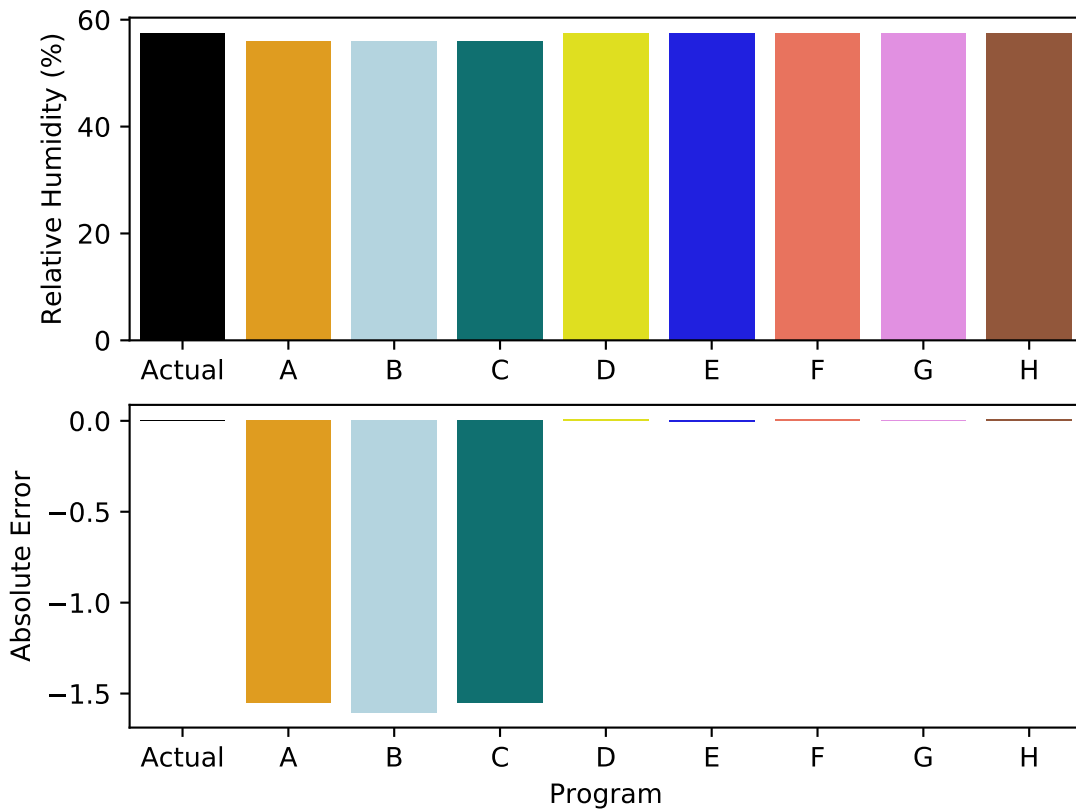 Relative Humidity (%)
60
40
20
0
Actual A B C D E F G H
Absolute Error
0.0
−0.5
−1.0
−1.5
Actual A B C D E F G H
Program